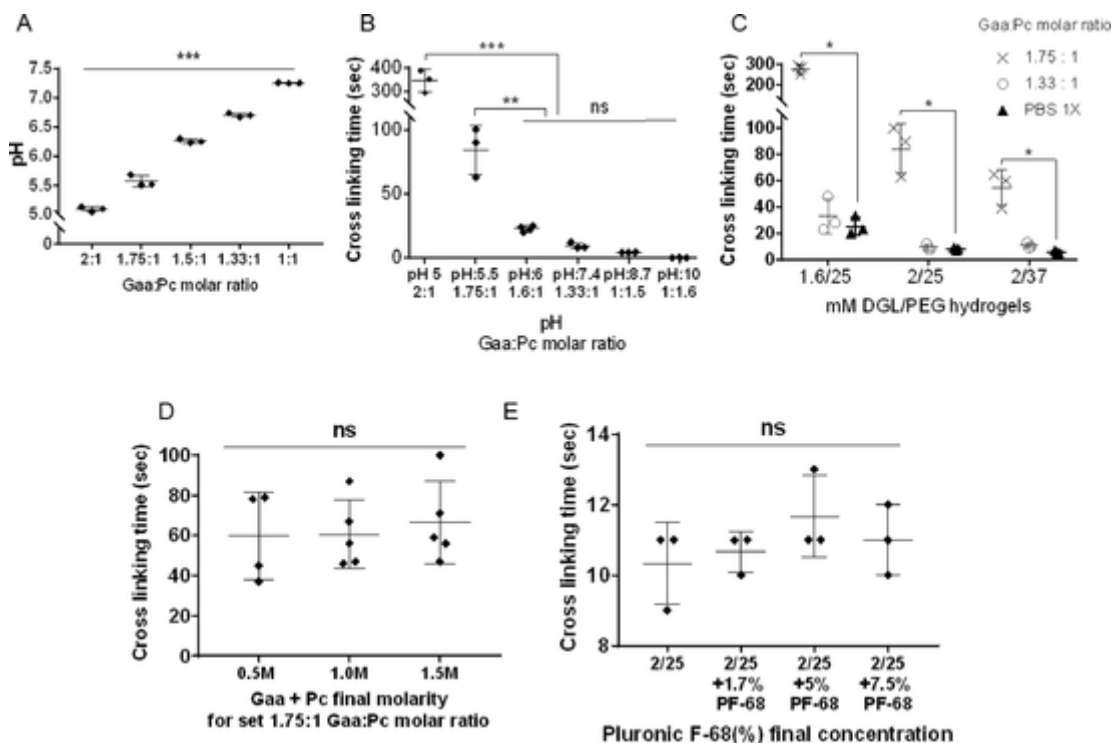 A
***
7.5
7.0
6.5
6.0
5.5
5.0
0
pH
2:1 1.75:1 1.5:1 1.33:1 1:1
Gaa:Pc molar ratio
B
***
**
ns
400
300
100
50
0
Cross linking time (sec)
pH 5 pH:5.5 pH:6 pH:7.4 pH:8.7 pH:10
2:1 1.75:1 1.6:1 1.33:1 1:1.5 1:1.6
pH
Gaa:Pc molar ratio
C
Gaa:Pc molar ratio
1.75 : 1
1.33 : 1
PBS 1X
*
*
*
300
200
100
80
60
40
20
0
Cross linking time (sec)
1.6/25 2/25 2/37
mM DGL/PEG hydrogels
D
ns
100
80
60
40
20
0
Cross linking time (sec)
0.5M 1.0M 1.5M
Gaa + Pc final molarity
for set 1.75:1 Gaa:Pc molar ratio
E
ns
14
12
10
8
Cross linking time (sec)
2/25 2/25 2/25 2/25
+1.7% +5% +7.5%
PF-68 PF-68 PF-68
Pluronic F-68(%) final concentration